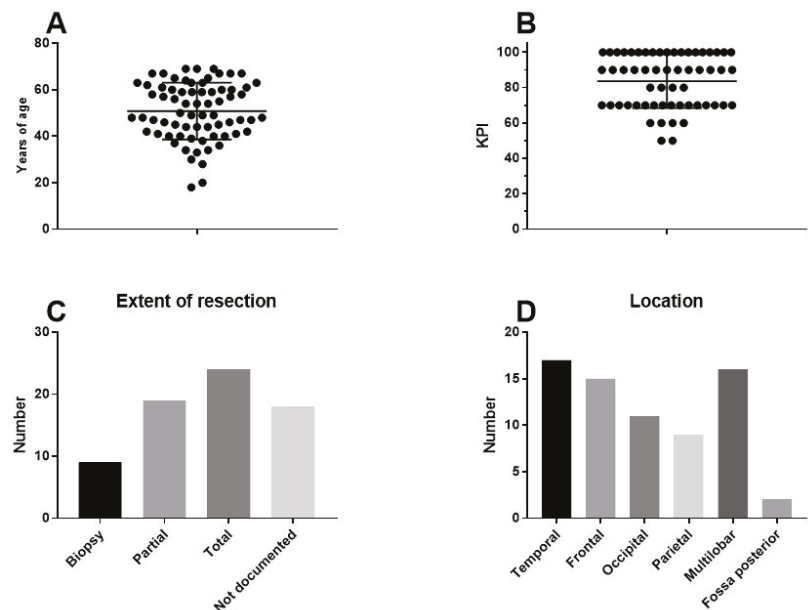 A
Years of age
80
60
40
20
0
B
KPI
100
80
60
40
20
0
C
Extent of resection
Number
30
20
10
0
Biopsy
Partial
Total
Not documented
D
Location
Number
20
15
10
5
0
Temporal
Frontal
Occipital
Parietal
Multilobar
Fossa posterior